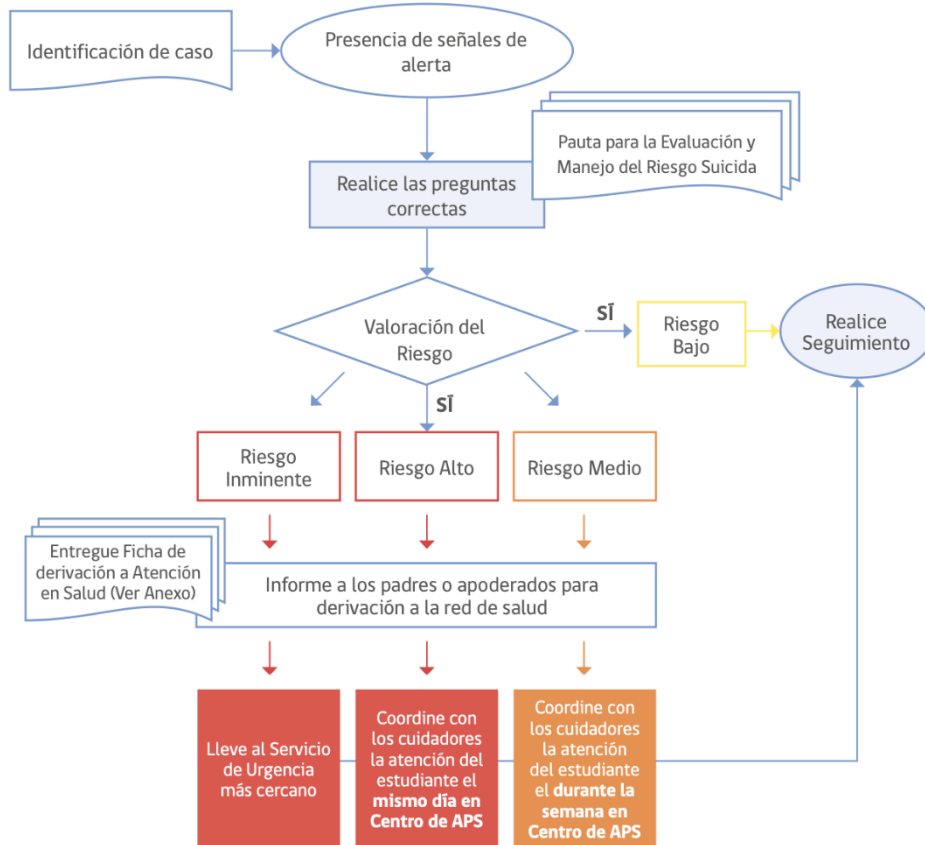 Identificación de caso
Presencia de señales de
alerta
Pauta para la Evaluación y
Manejo del Riesgo Suicida
Realice las preguntas
correctas
Valoración del
Riesgo
SÍ
Riesgo
Bajo
Realice
Seguimiento
SÍ
Riesgo
Inminente
Riesgo Alto
Riesgo Medio
Entregue Ficha de
derivación a Atención
en Salud (Ver Anexo)
Informe a los padres o apoderados para
derivación a la red de salud
Lleve al Servicio
de Urgencia
más cercano
Coordine con
los cuidadores
la atención
del estudiante el
mismo día en
Centro de APS
Coordine con
los cuidadores
la atención
del estudiante
el durante la
semana en
Centro de APS